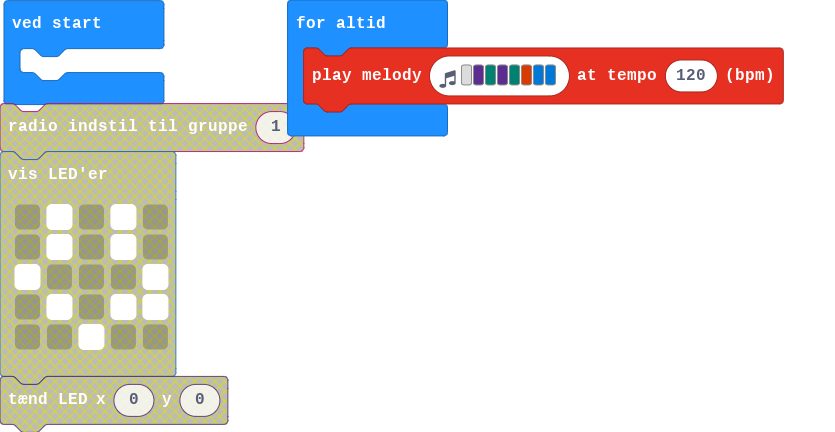 ved start
for altid
play melody at tempo 120 (bpm)
radio indstil til gruppe 1
vis LED'er
tænd LED x 0 y 0